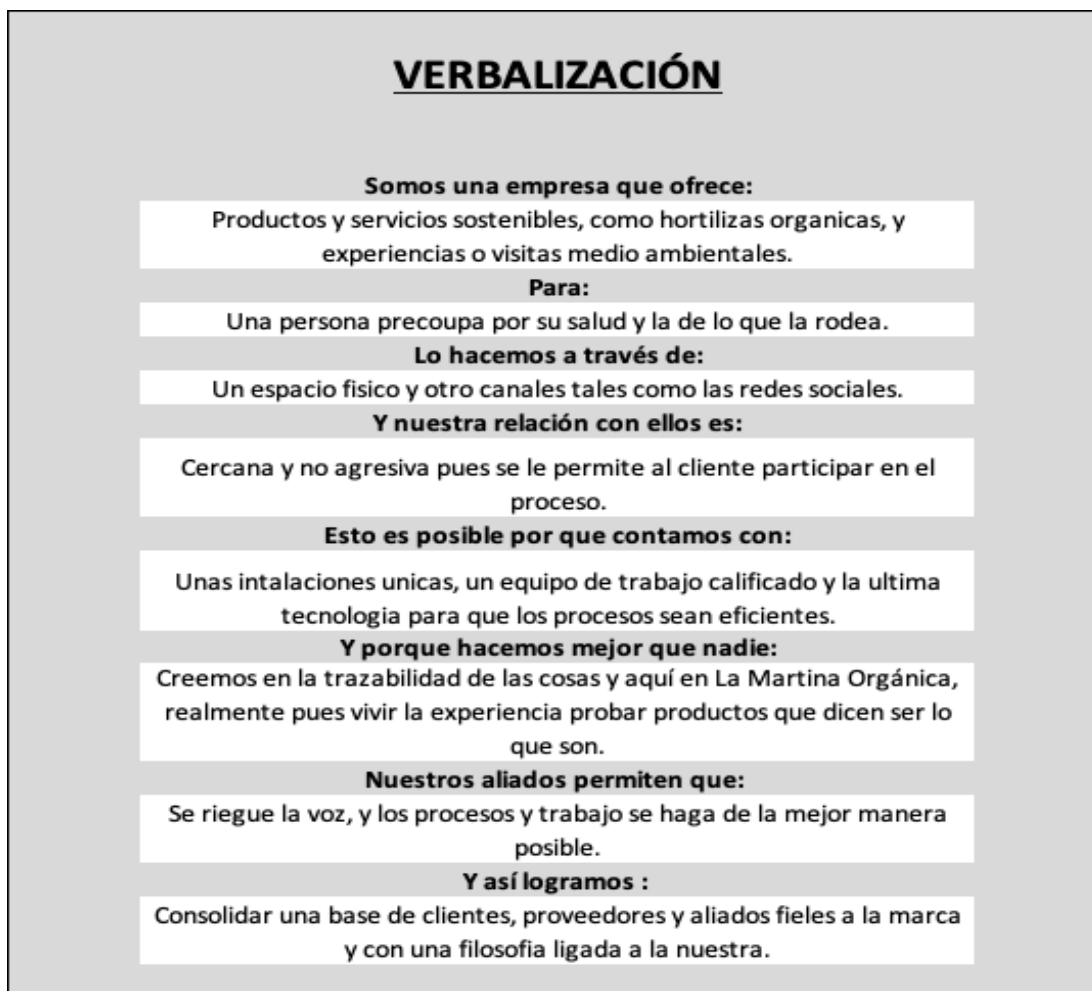 VERBALIZACIÓN
Somos una empresa que ofrece:
Productos y servicios sostenibles, como hortilizas organicas, y
experiencias o visitas medio ambientales.
Para:
Una persona precoupa por su salud y la de lo que la rodea.
Lo hacemos a través de:
Un espacio fisico y otro canales tales como las redes sociales.
Y nuestra relación con ellos es:
Cercana y no agresiva pues se le permite al cliente participar en el
proceso.
Esto es posible por que contamos con:
Unas intalaciones unicas, un equipo de trabajo calificado y la ultima
tecnologia para que los procesos sean eficientes.
Y porque hacemos mejor que nadie:
Creemos en la trazabilidad de las cosas y aquí en La Martina Orgánica,
realmente pues vivir la experiencia probar productos que dicen ser lo
que son.
Nuestros aliados permiten que:
Se riegue la voz, y los procesos y trabajo se haga de la mejor manera
posible.
Y así logramos :
Consolidar una base de clientes, proveedores y aliados fieles a la marca
y con una filosofia ligada a la nuestra.